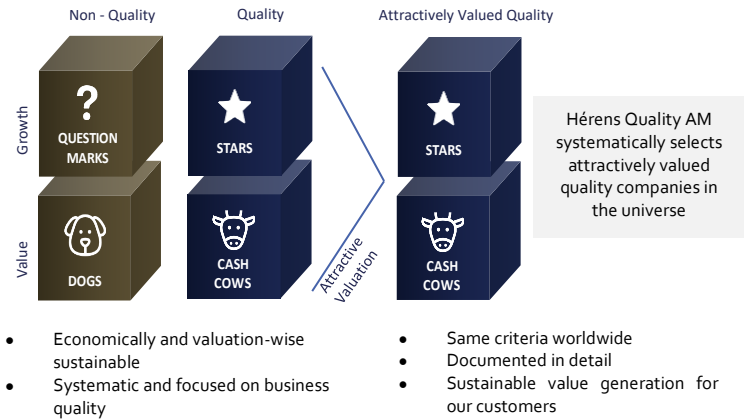 Non - Quality
Quality
Attractively Valued Quality
Growth
?
QUESTION
MARKS
STARS
STARS
Hérens Quality AM
systematically selects
attractively valued
quality companies in
the universe
Value
DOGS
CASH
COWS
Attractive
Valuation
CASH
COWS
• Economically and valuation-wise
sustainable
• Systematic and focused on business
quality
• Same criteria worldwide
• Documented in detail
• Sustainable value generation for
our customers